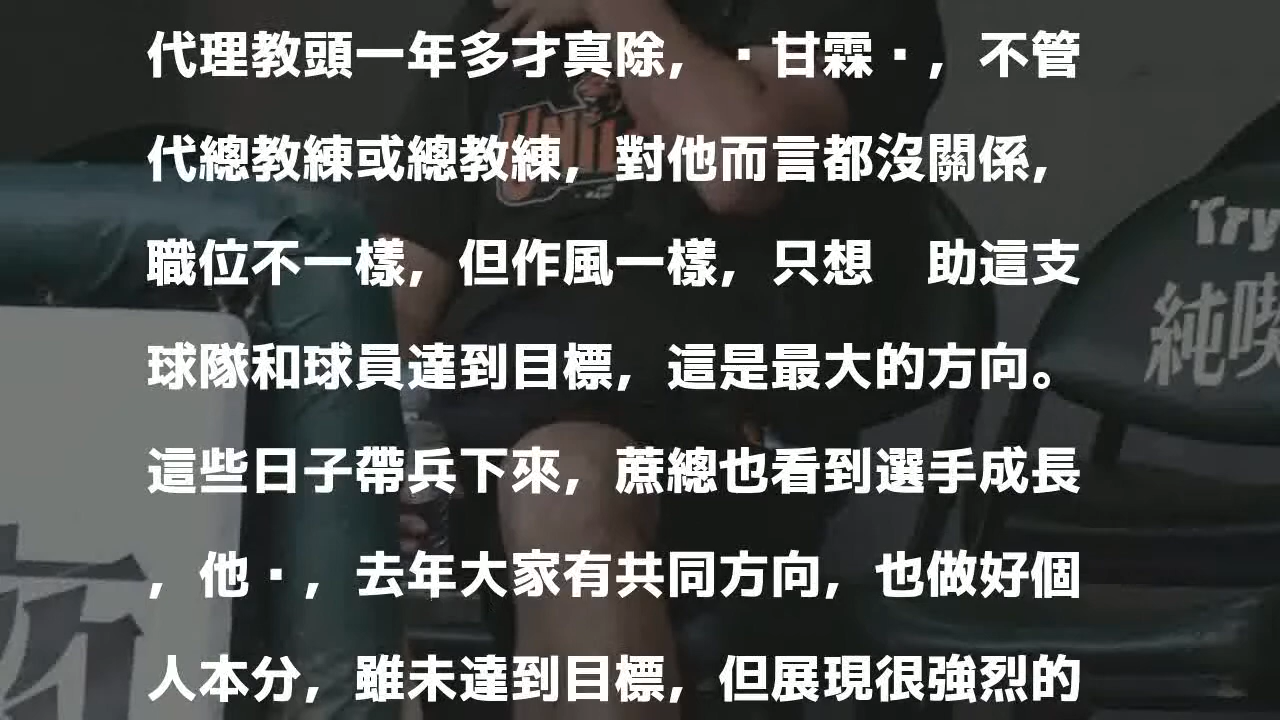 代理教頭一年多才真除，▪甘霖▪，不管
代總教練或總教練，對他而言都沒關係，
職位不一樣，但作風一樣，只想　助這支
球隊和球員達到目標，這是最大的方向。
這些日子帶兵下來，蔗總也看到選手成長
，他▪，去年大家有共同方向，也做好個
人本分，雖未達到目標，但展現很強烈的
UNI
Try
純喫